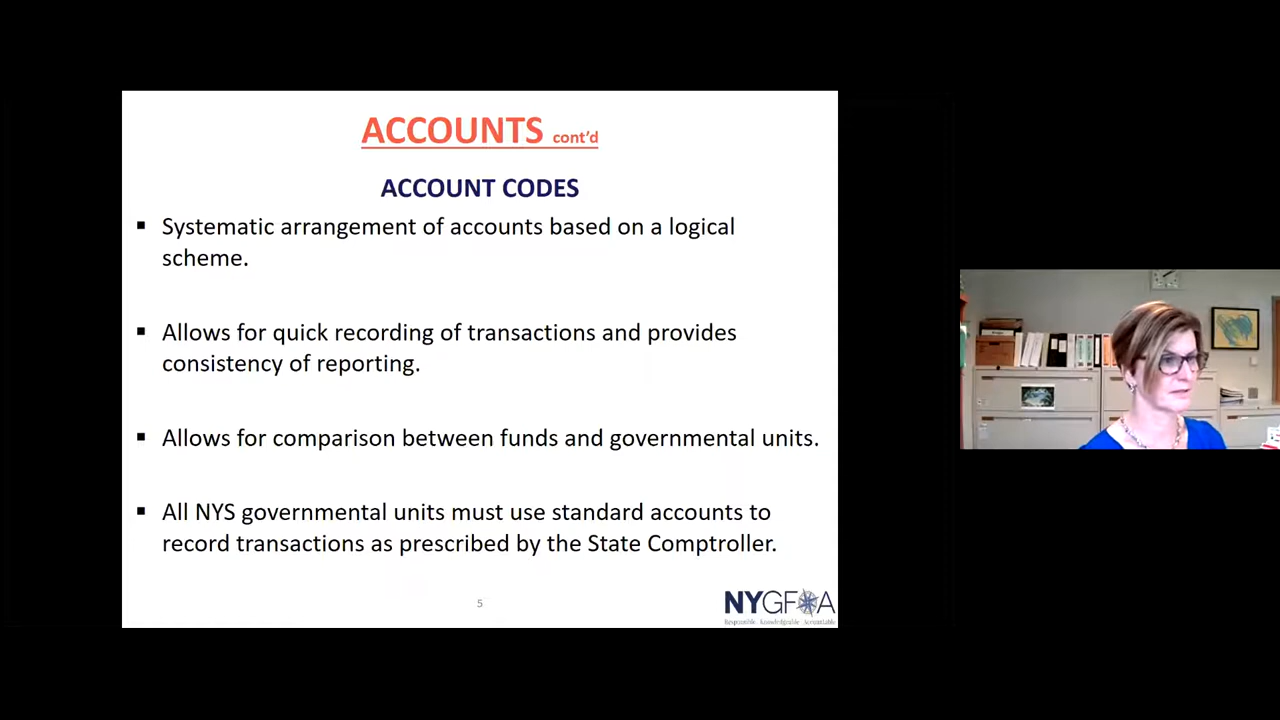 ACCOUNTS cont’d
ACCOUNT CODES
▪ Systematic arrangement of accounts based on a logical
scheme.
▪ Allows for quick recording of transactions and provides
consistency of reporting.
▪ Allows for comparison between funds and governmental units.
▪ All NYS governmental units must use standard accounts to
record transactions as prescribed by the State Comptroller.
5
NYGFOA
Responsible · Knowledgeable · Accountable